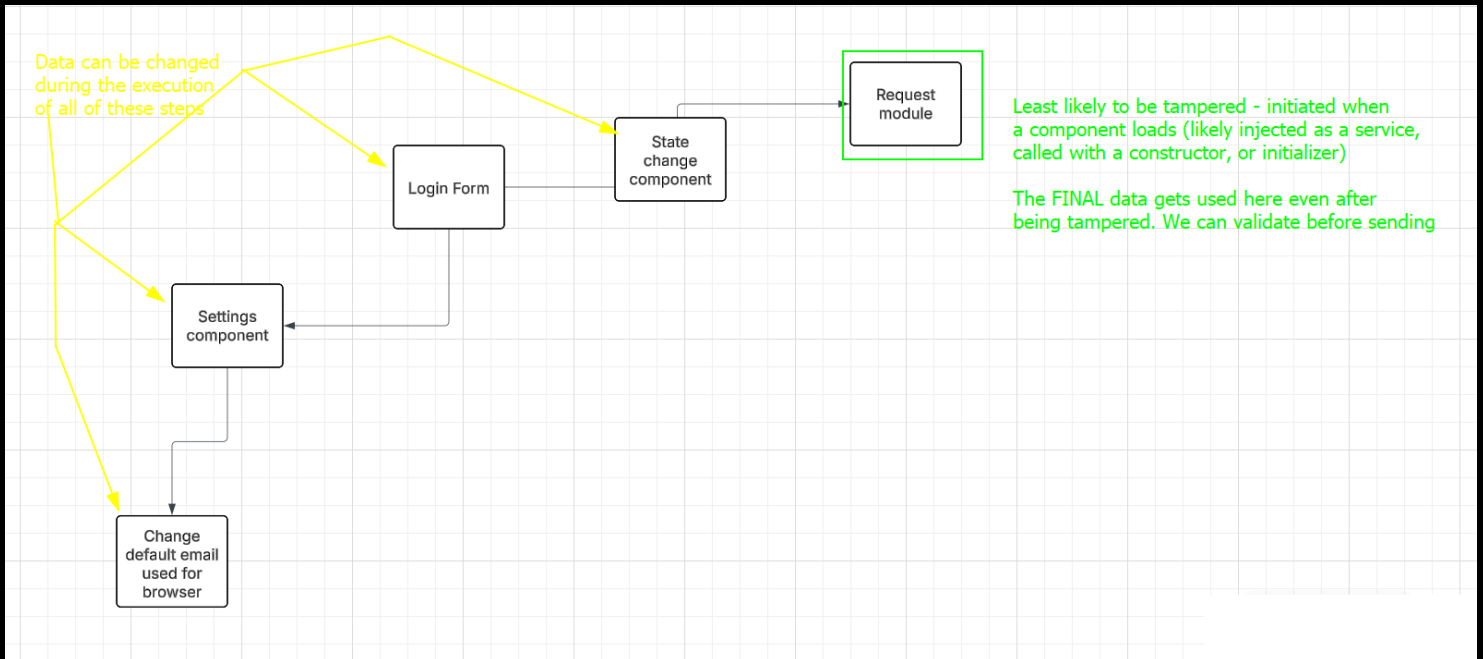 Data can be changed
during the execution
of all of these steps
Request
module
Least likely to be tampered - initiated when
a component loads (likely injected as a service,
called with a constructor, or initializer)
The FINAL data gets used here even after
being tampered. We can validate before sending
State
change
component
Login Form
Settings
component
Change
default email
used for
browser